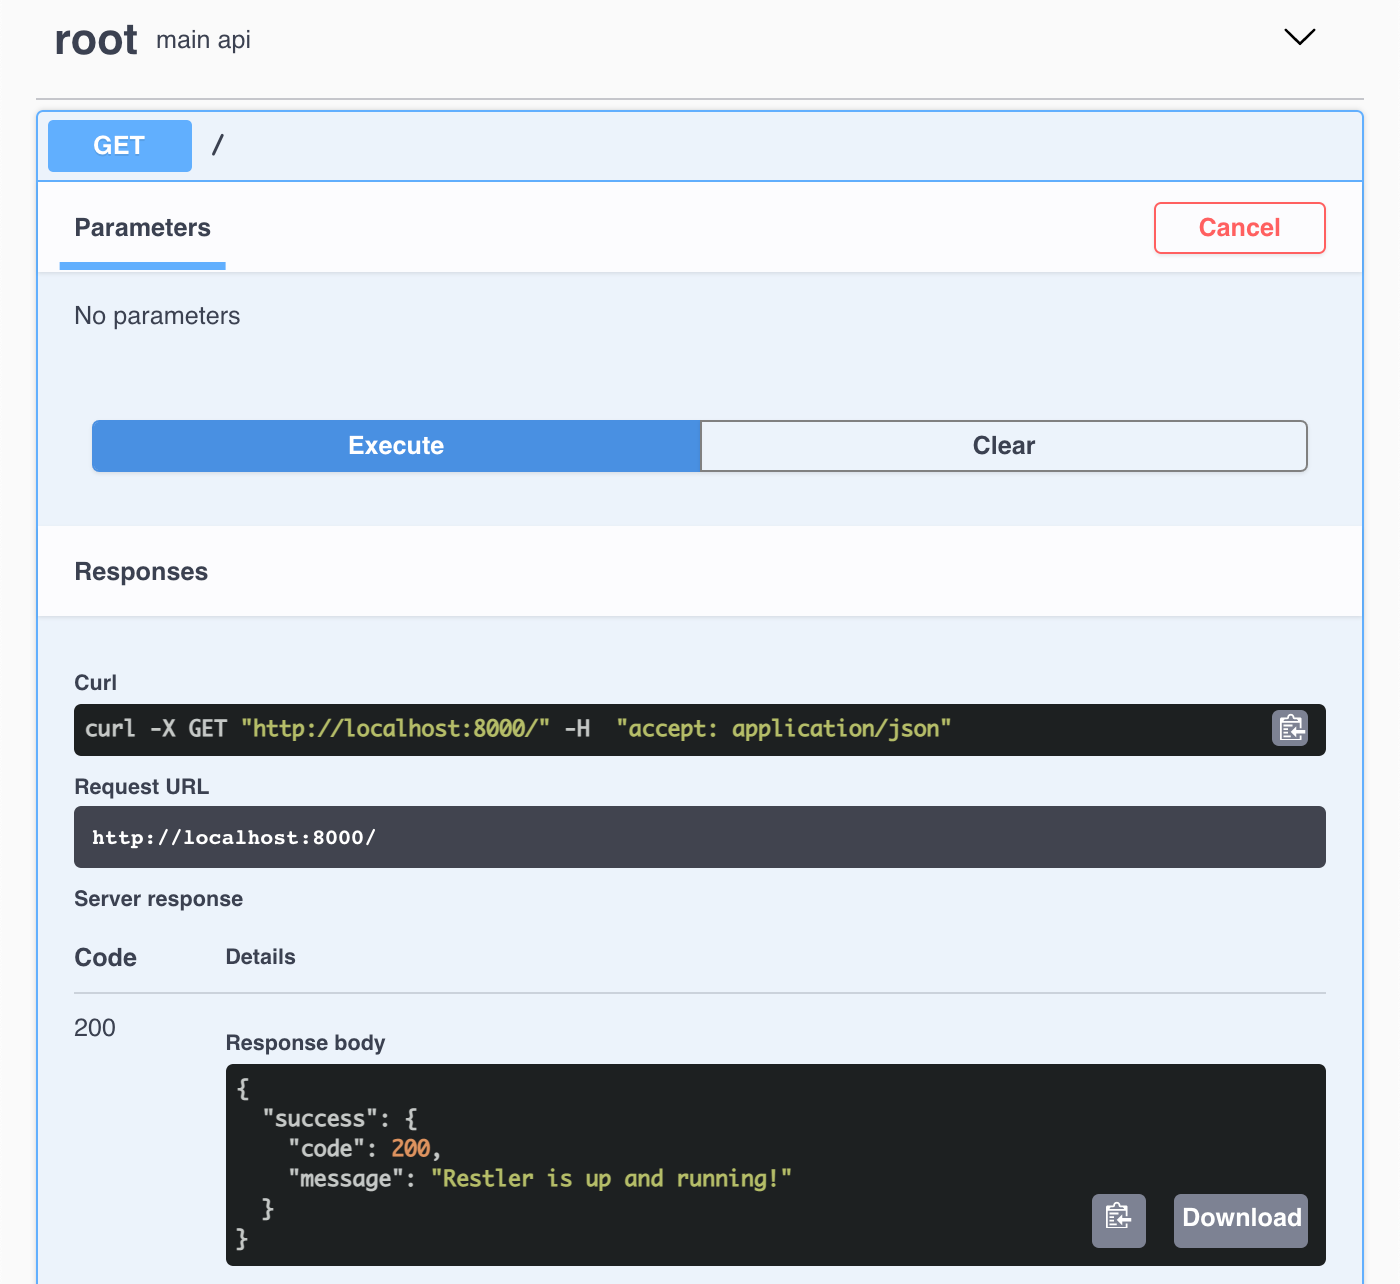 root main api
GET /
Parameters
Cancel
No parameters
Execute
Clear
Responses
Curl
curl -X GET "http://localhost:8000/" -H  "accept: application/json"
Request URL
http://localhost:8000/
Server response
Code Details
200
Response body
{
  "success": {
    "code": 200,
    "message": "Restler is up and running!"
  }
}
Download